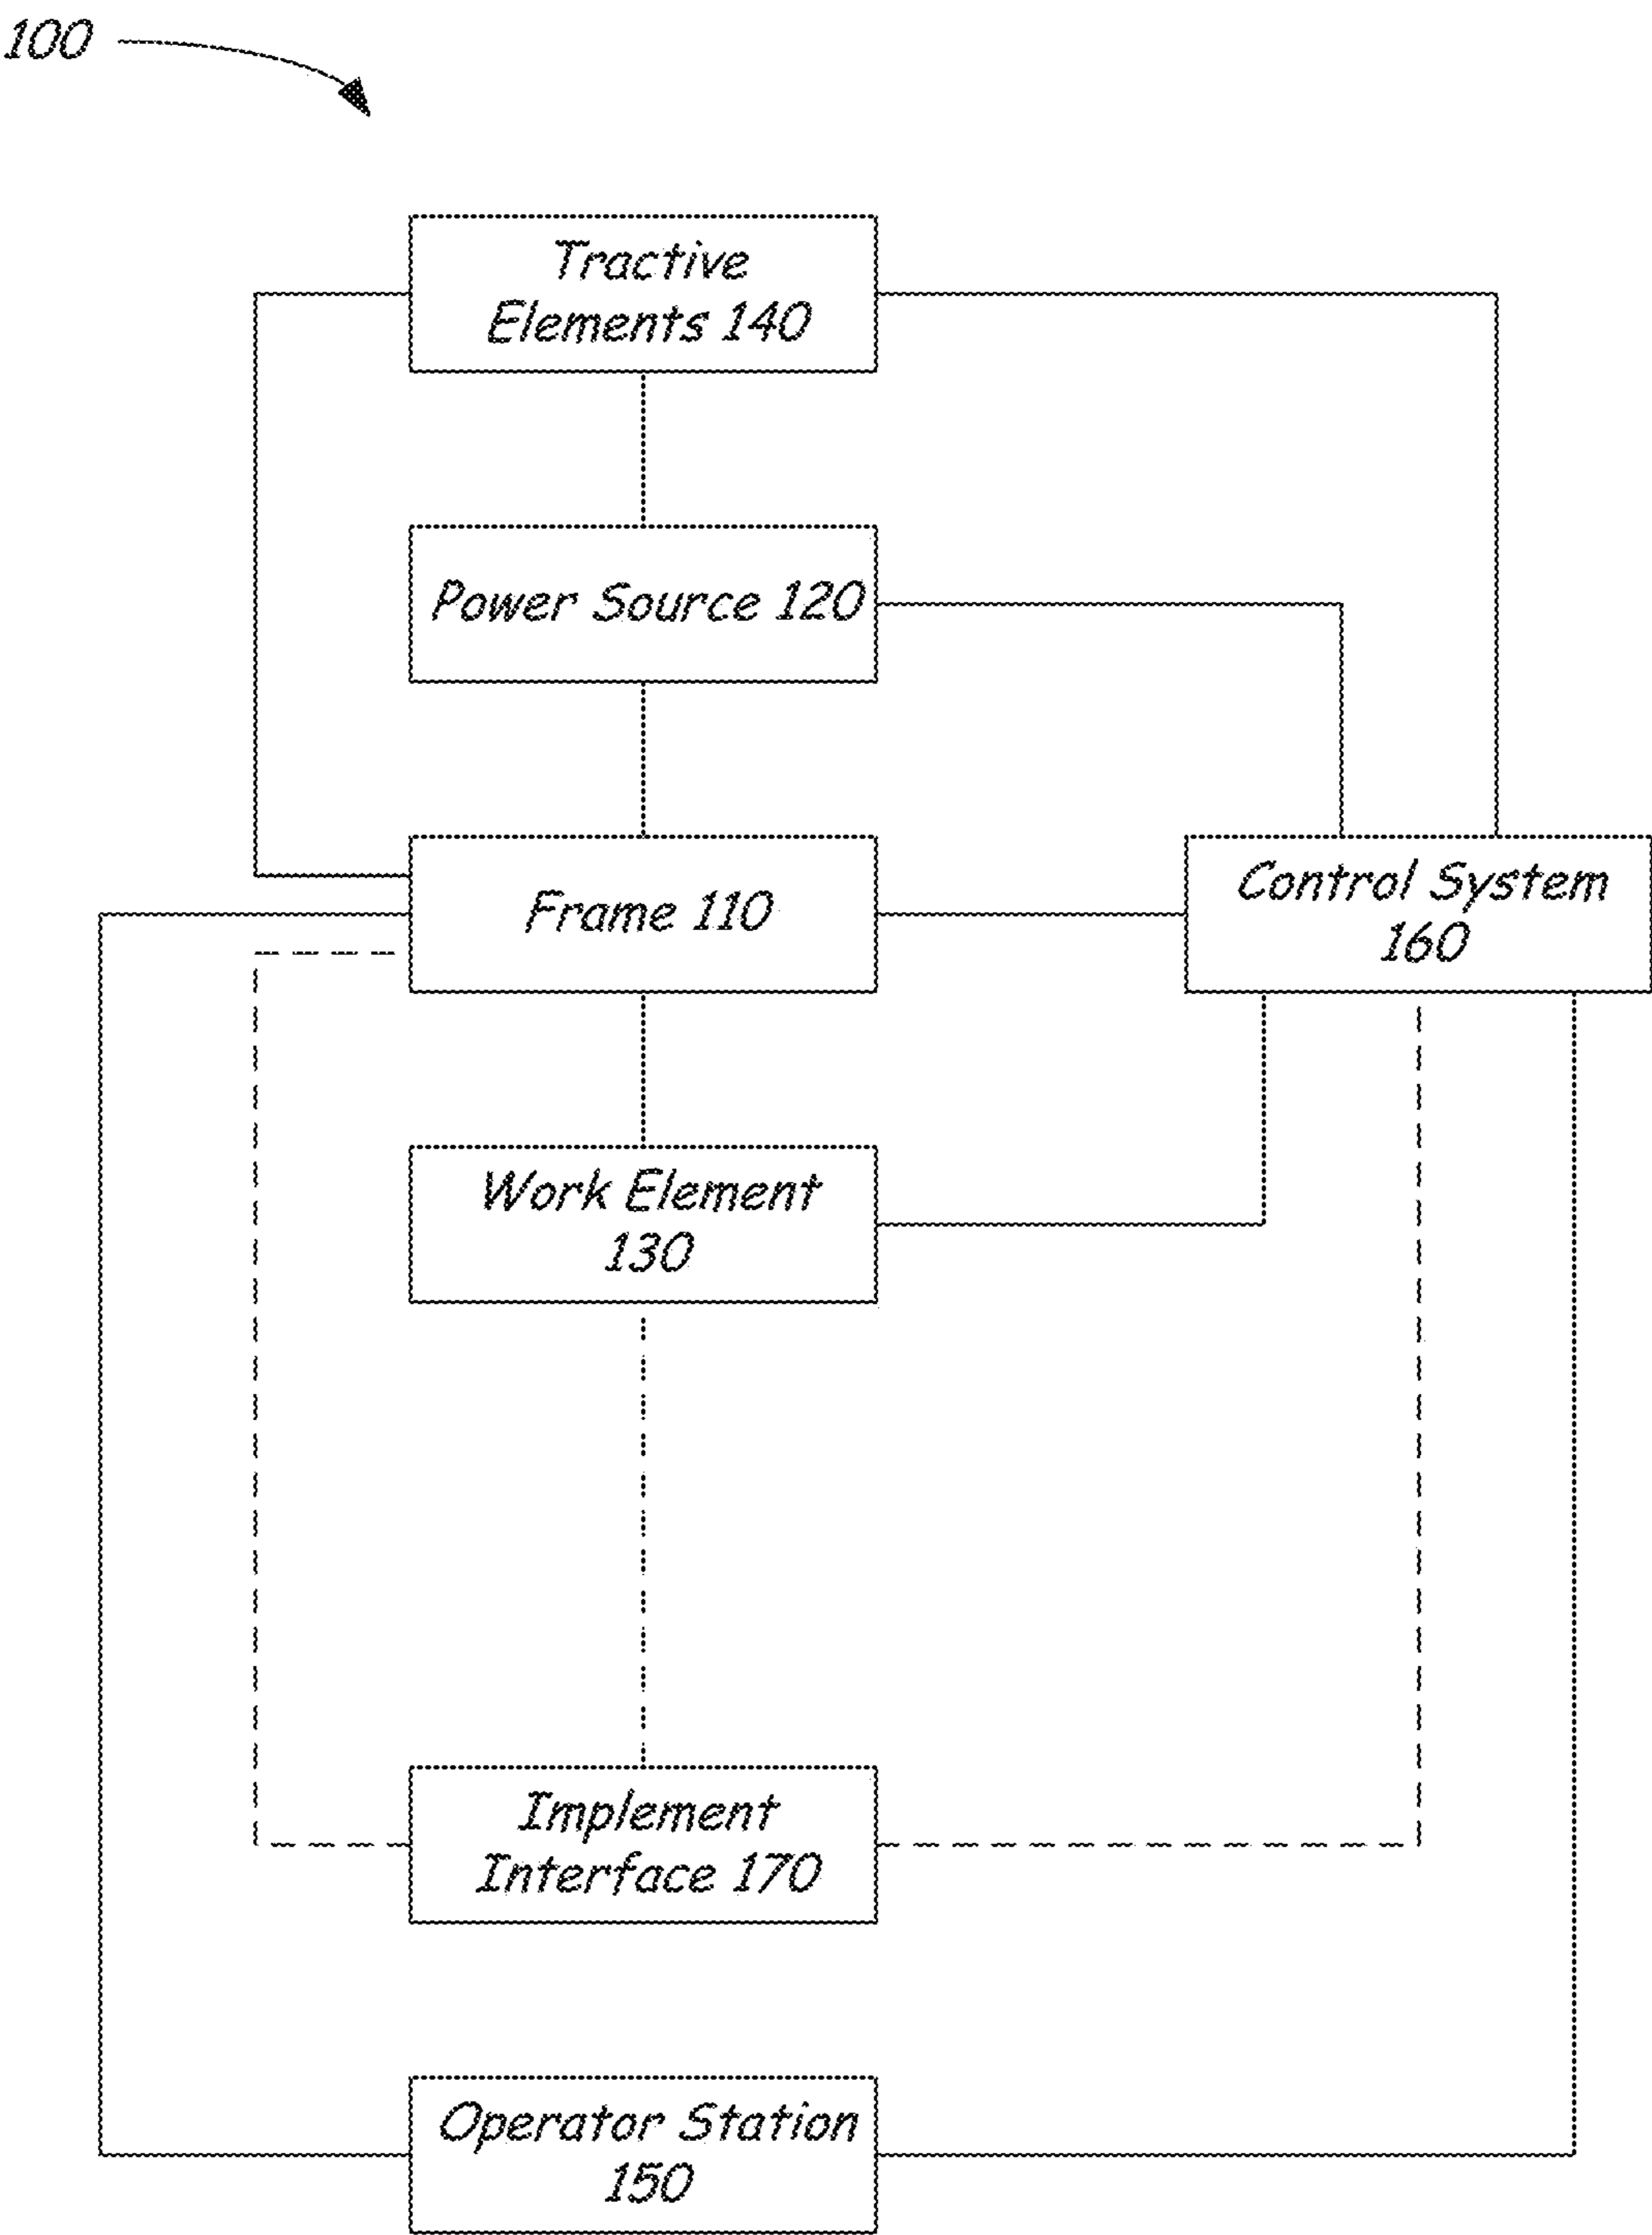 100
Tractive
Elements 140
Power Source 120
Frame 110
Control System
160
Work Element
130
Implement
Interface 170
Operator Station
150